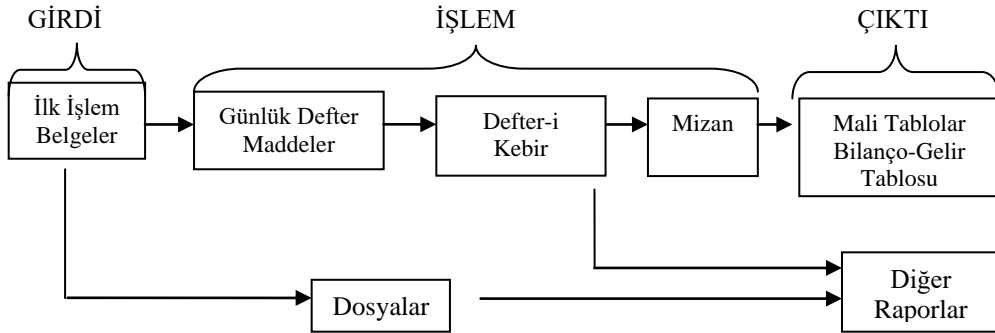 GİRDİ
İŞLEM
ÇIKTI
İlk İşlem
Belgeler
Günlük Defter
Maddeler
Defter-i
Kebir
Mizan
Mali Tablolar
Bilanço-Gelir
Tablosu
Dosyalar
Diğer
Raporlar